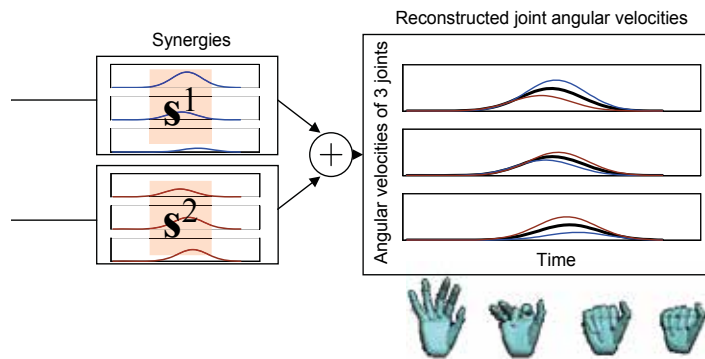 Reconstructed joint angular velocities
Synergies
s1
s2
+
Angular velocities of 3 joints
Time